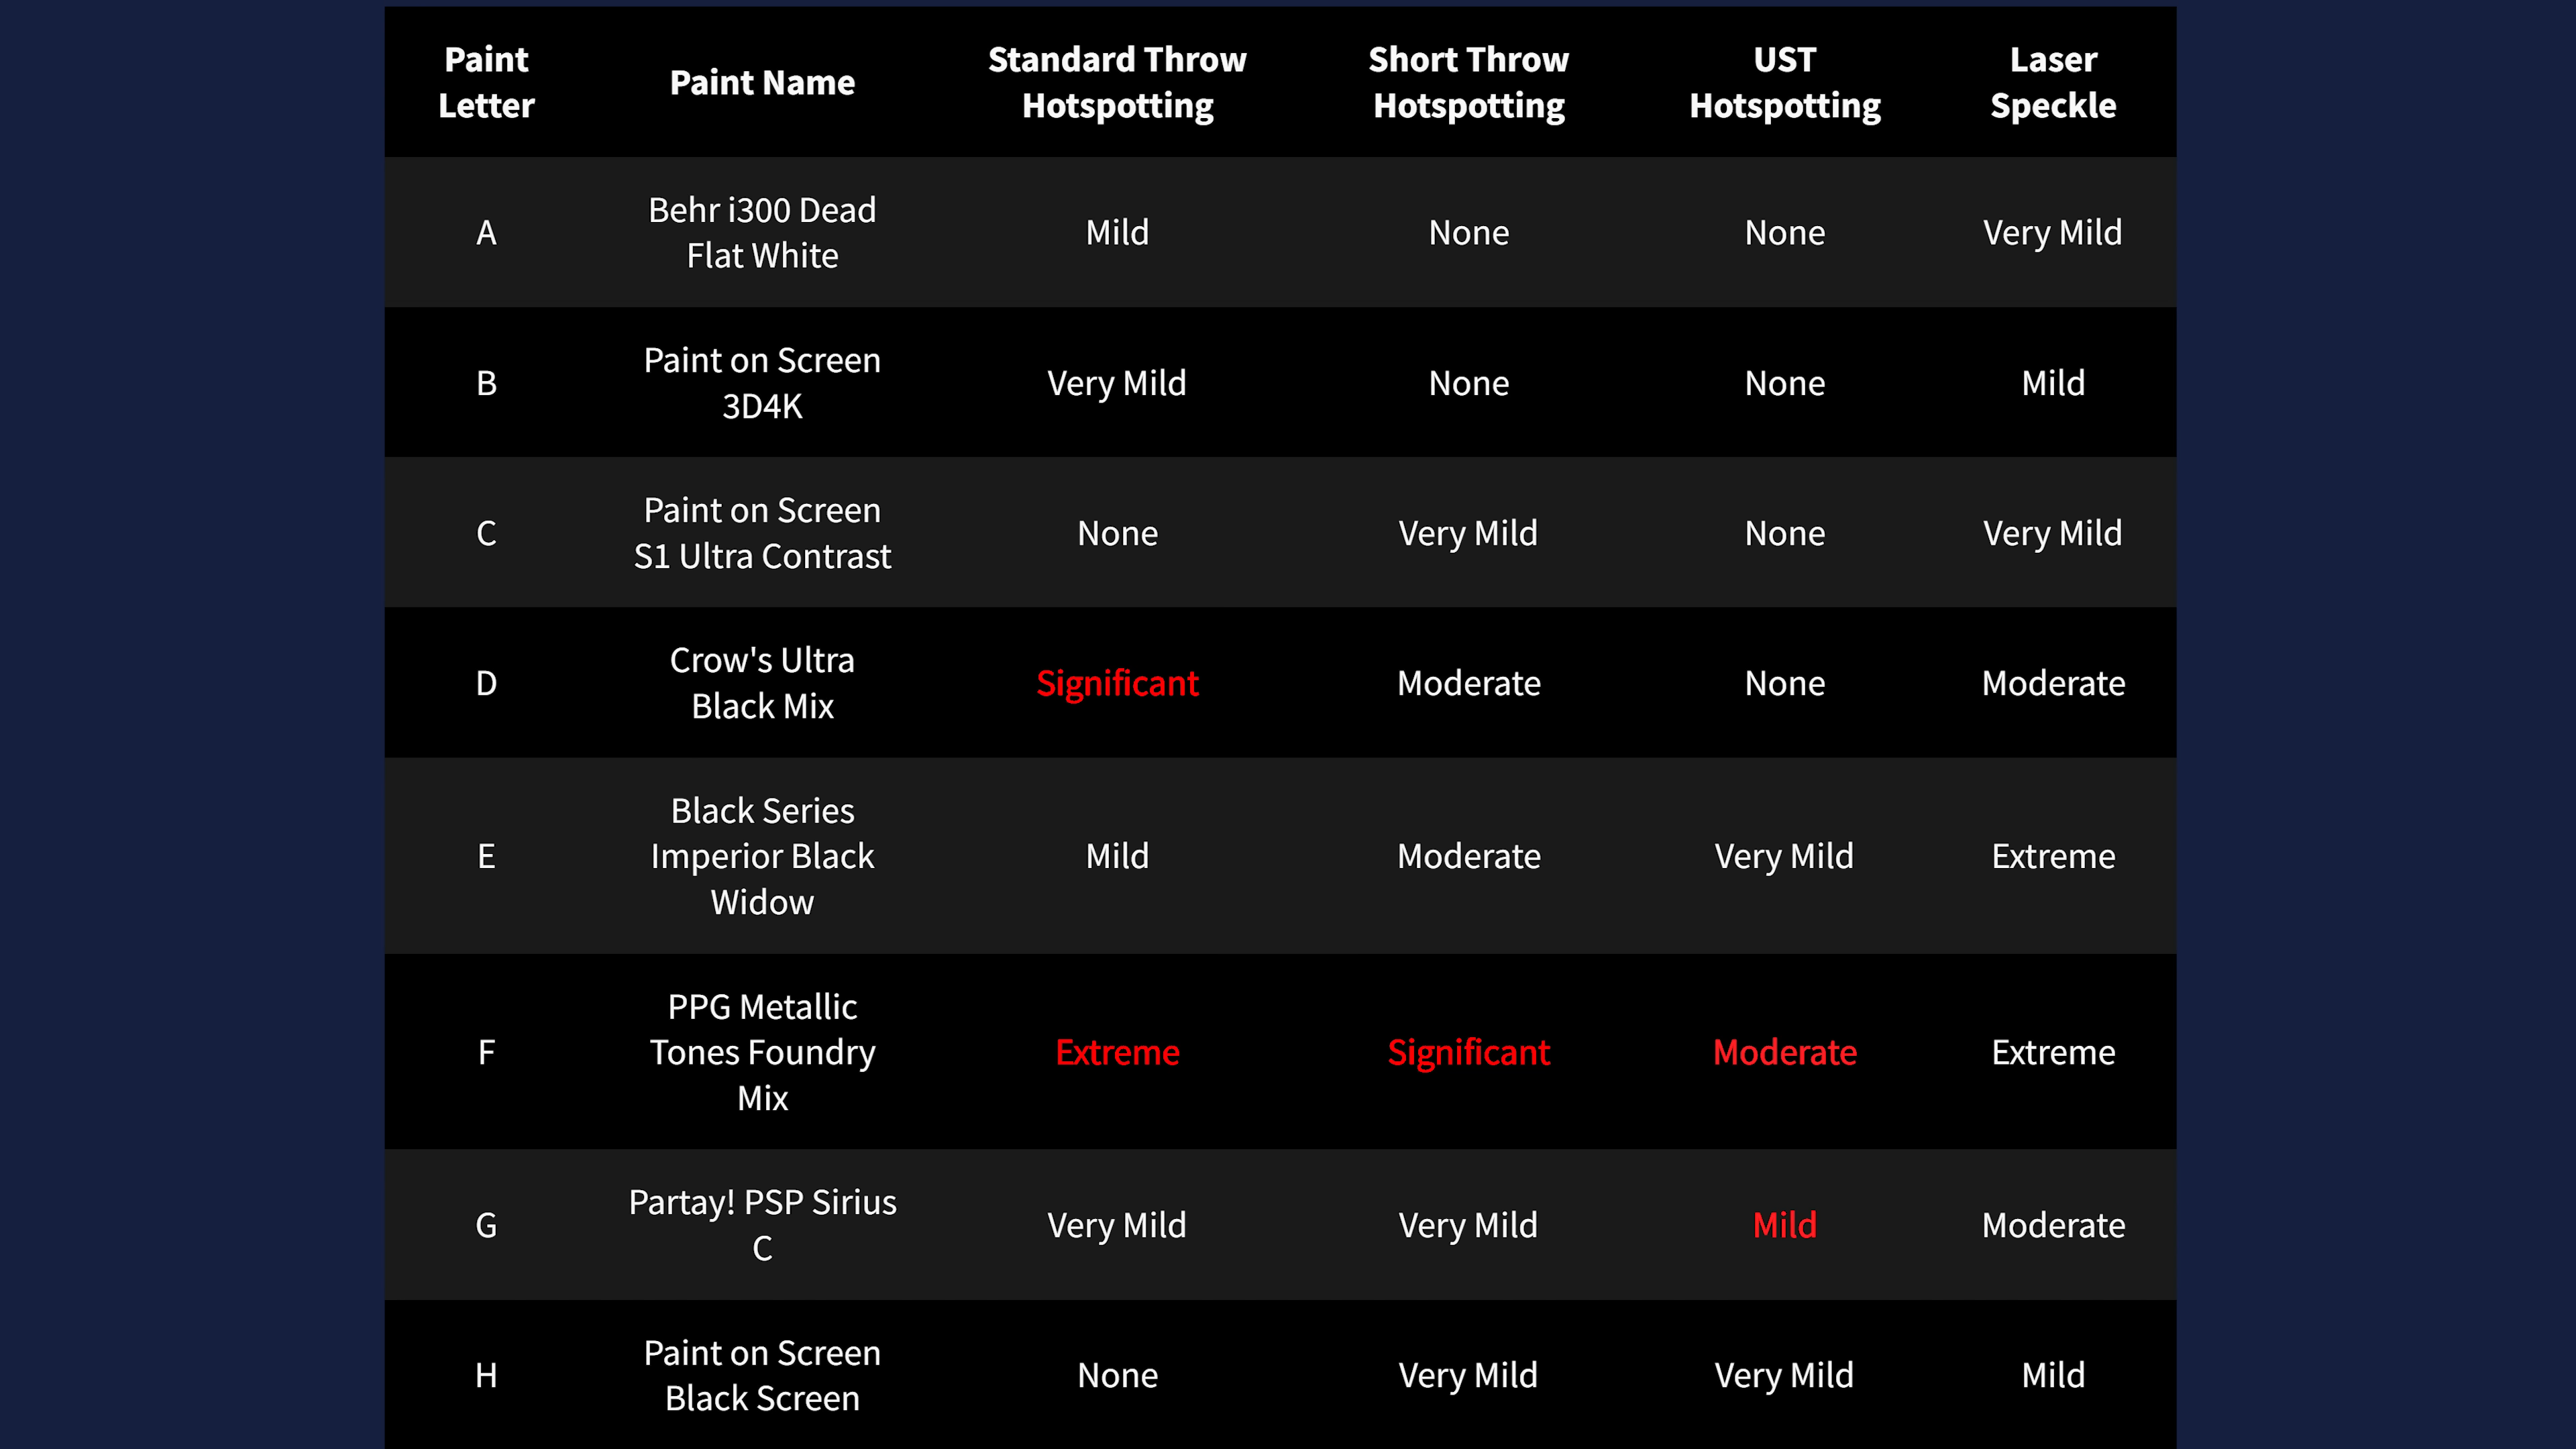 Paint Letter | Paint Name | Standard Throw Hotspotting | Short Throw Hotspotting | UST Hotspotting | Laser Speckle
A | Behr i300 Dead Flat White | Mild | None | None | Very Mild
B | Paint on Screen 3D4K | Very Mild | None | None | Mild
C | Paint on Screen S1 Ultra Contrast | None | Very Mild | None | Very Mild
D | Crow's Ultra Black Mix | Significant | Moderate | None | Moderate
E | Black Series Imperior Black Widow | Mild | Moderate | Very Mild | Extreme
F | PPG Metallic Tones Foundry Mix | Extreme | Significant | Moderate | Extreme
G | Partay! PSP Sirius C | Very Mild | Very Mild | Mild | Moderate
H | Paint on Screen Black Screen | None | Very Mild | Very Mild | Mild